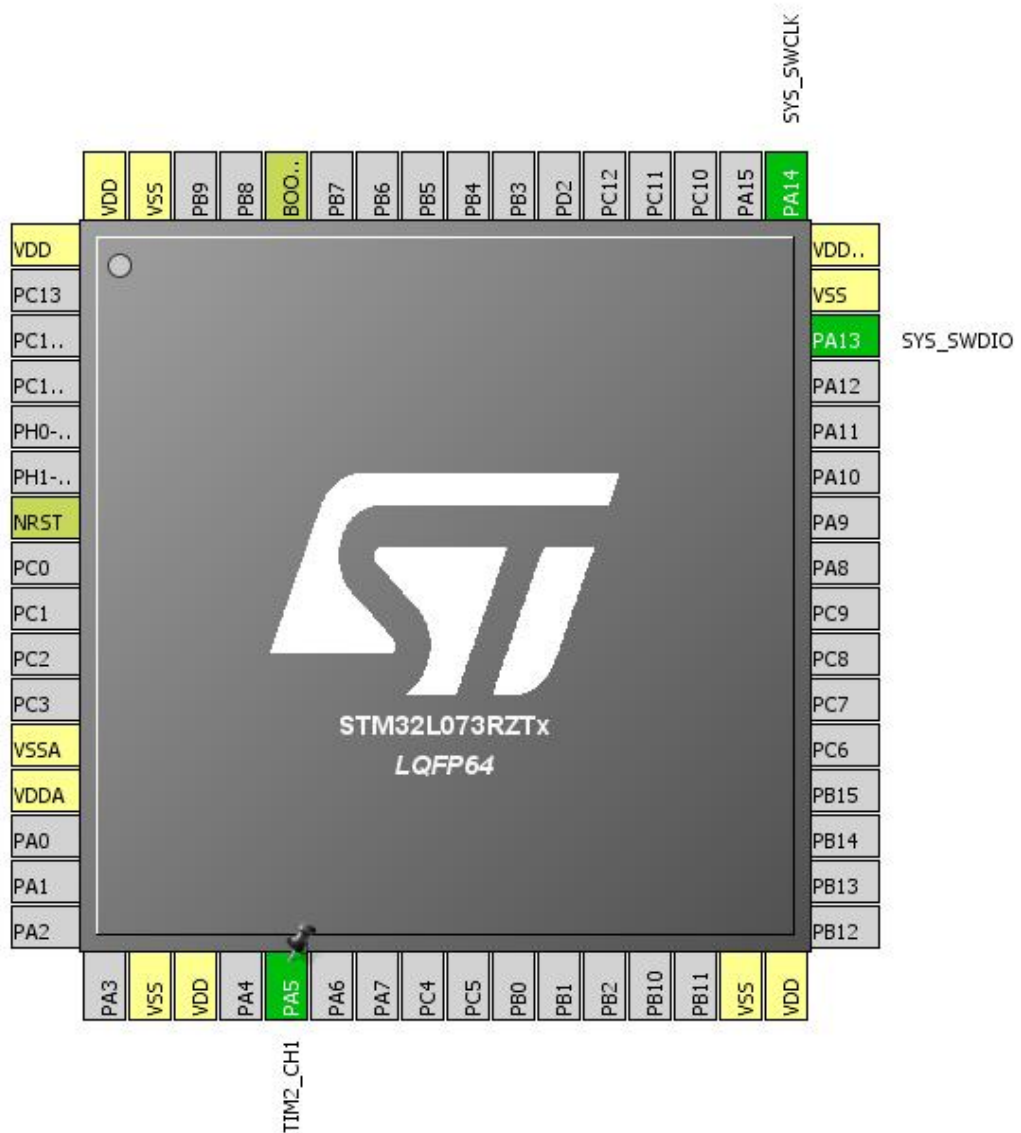 SYS_SWCLK
VDD
VSS
PB9
PB8
BOO..
PB7
PB6
PB5
PB4
PB3
PD2
PC12
PC11
PC10
PA15
PA14
VDD
PC13
PC1..
PC1..
PH0-..
PH1-..
NRST
PC0
PC1
PC2
PC3
VSSA
VDDA
PA0
PA1
PA2
VDD..
VSS
PA13
SYS_SWDIO
PA12
PA11
PA10
PA9
PA8
PC9
PC8
PC7
PC6
PB15
PB14
PB13
PB12
ST
STM32L073RZTx
LQFP64
PA3
VSS
VDD
PA4
PA5
PA6
PA7
PC4
PC5
PB0
PB1
PB2
PB10
PB11
VSS
VDD
TIM2_CH1